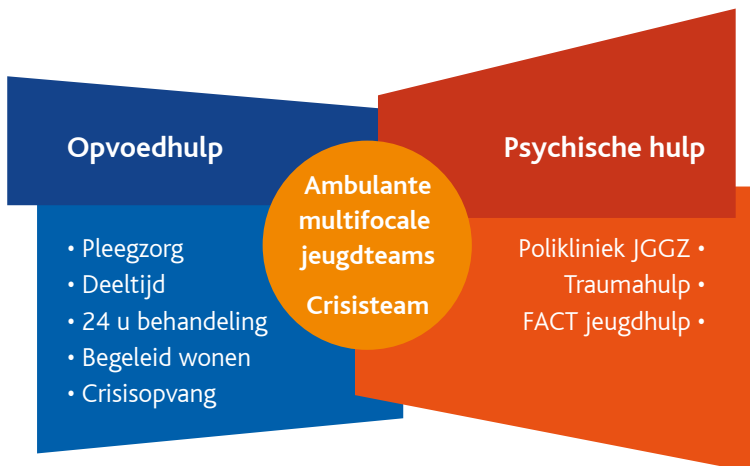 Opvoedhulp
• Pleegzorg
• Deeltijd
• 24 u behandeling
• Begeleid wonen
• Crisisopvang
Ambulante
multifocale
jeugdteams
Crisisteam
Psychische hulp
Polikliniek JGGZ •
Traumahulp •
FACT jeugdhulp •